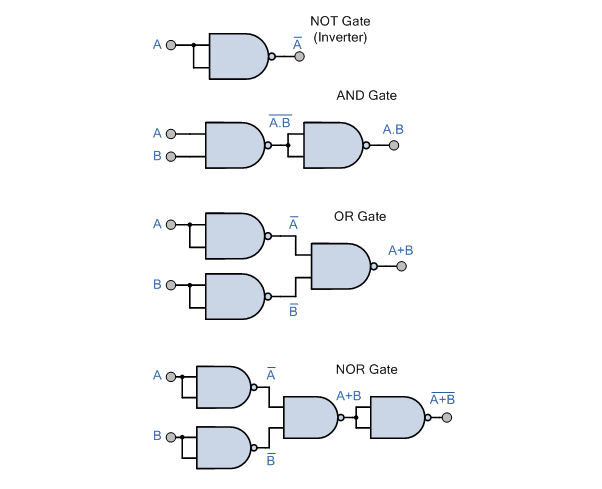 NOT Gate
(Inverter)
A
A̅
AND Gate
A
B
A̅.̅B̅
A.B
OR Gate
A
A̅
B
B̅
A+B
NOR Gate
A
A̅
B
B̅
A+B
A̅+̅B̅